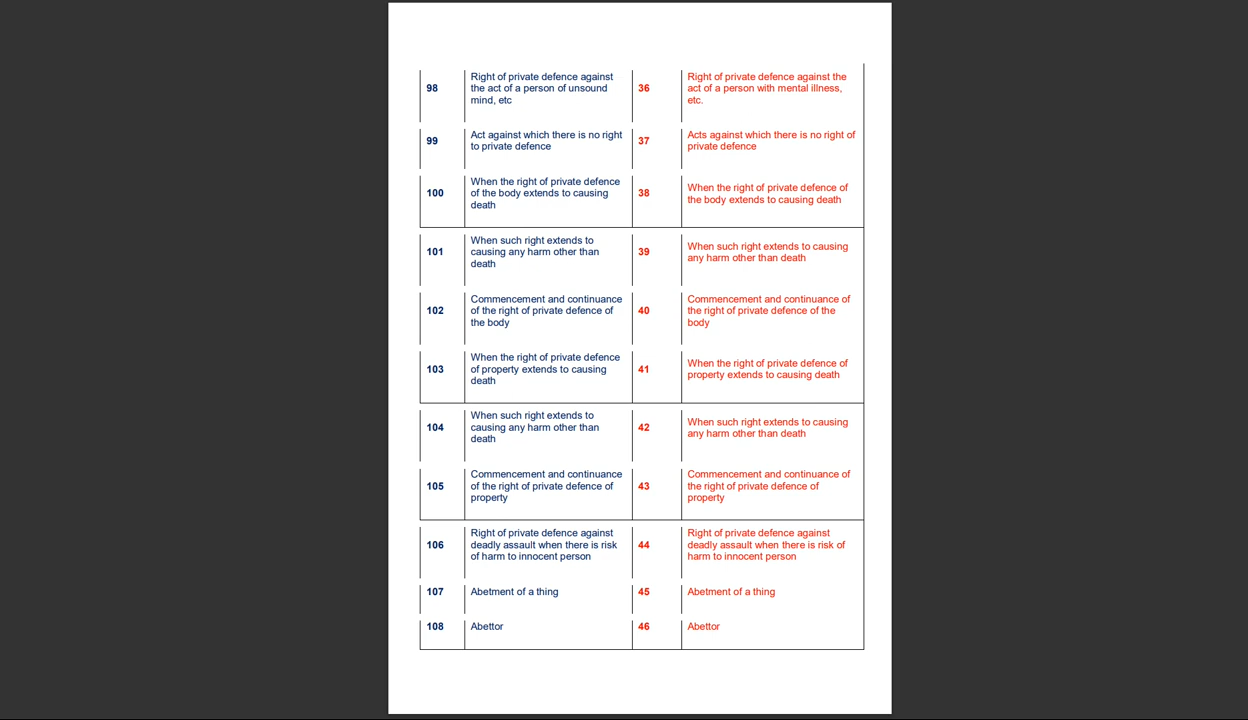 98 Right of private defence against the act of a person of unsound mind, etc 36 Right of private defence against the act of a person with mental illness, etc.
99 Act against which there is no right to private defence 37 Acts against which there is no right of private defence
100 When the right of private defence of the body extends to causing death 38 When the right of private defence of the body extends to causing death
101 When such right extends to causing any harm other than death 39 When such right extends to causing any harm other than death
102 Commencement and continuance of the right of private defence of the body 40 Commencement and continuance of the right of private defence of the body
103 When the right of private defence of property extends to causing death 41 When the right of private defence of property extends to causing death
104 When such right extends to causing any harm other than death 42 When such right extends to causing any harm other than death
105 Commencement and continuance of the right of private defence of property 43 Commencement and continuance of the right of private defence of property
106 Right of private defence against deadly assault when there is risk of harm to innocent person 44 Right of private defence against deadly assault when there is risk of harm to innocent person
107 Abetment of a thing 45 Abetment of a thing
108 Abettor 46 Abettor